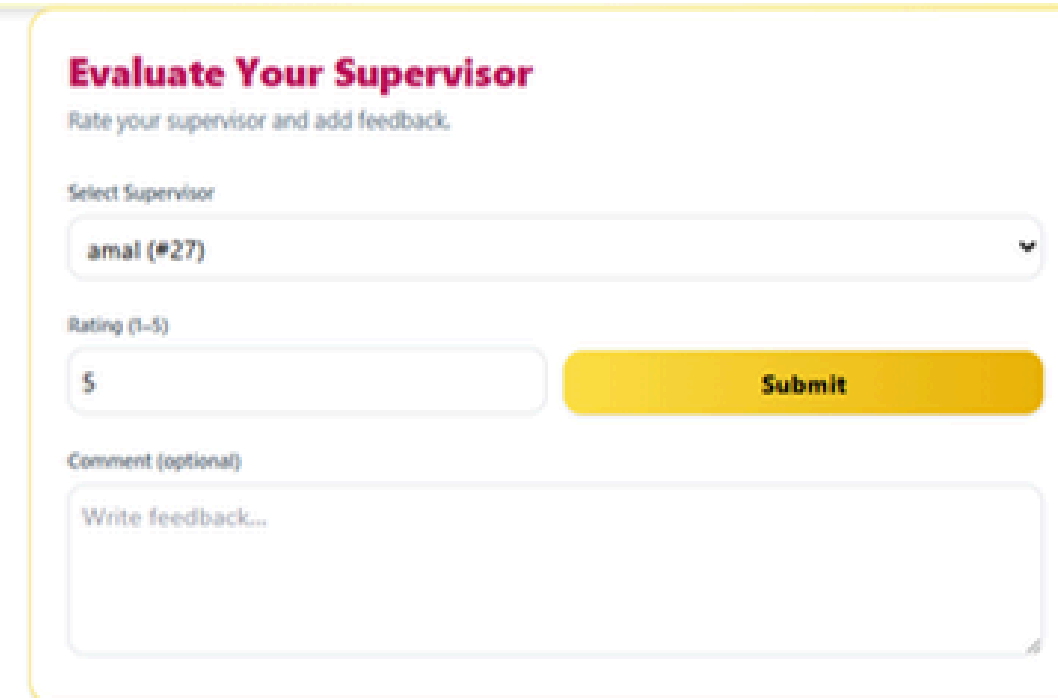 Evaluate Your Supervisor
Rate your supervisor and add feedback.
Select Supervisor
amal (#27)
Rating (1–5)
5
Submit
Comment (optional)
Write feedback...